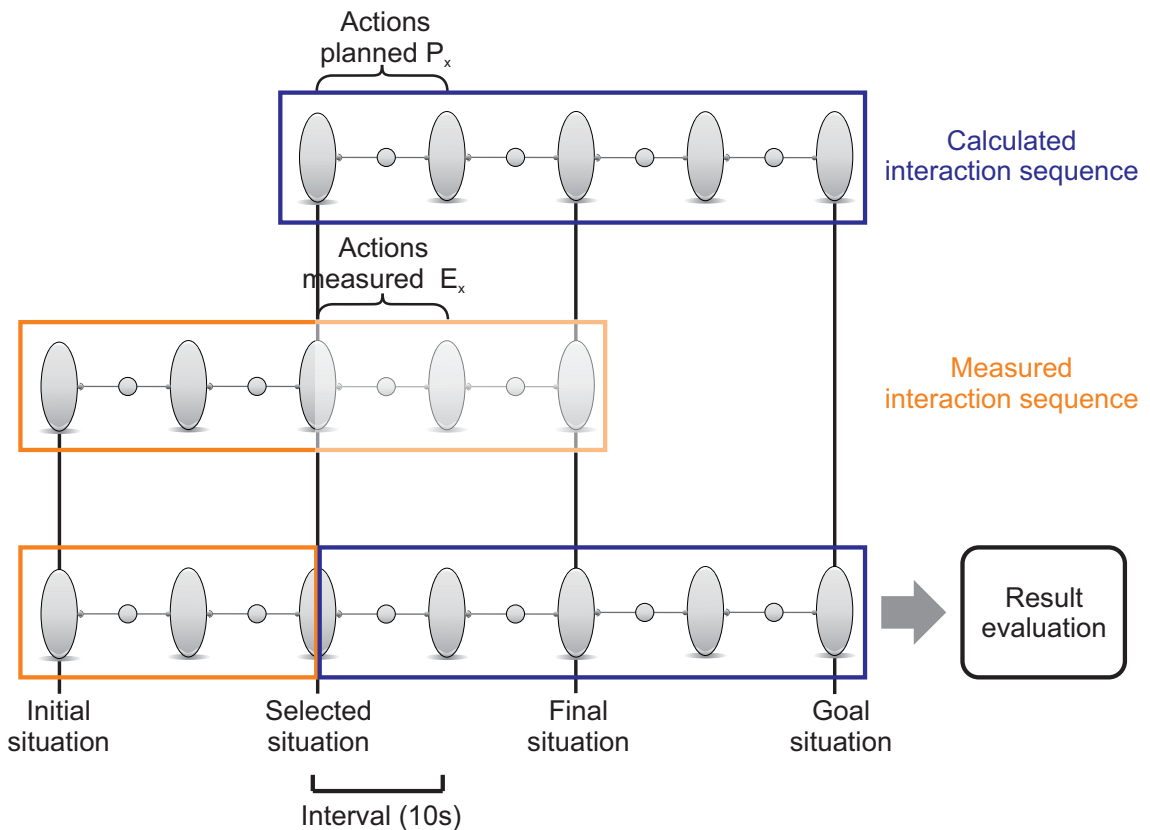 Actions
planned Px
Calculated
interaction sequence
Actions
measured Ex
Measured
interaction sequence
Result
evaluation
Initial
situation
Selected
situation
Final
situation
Goal
situation
Interval (10s)